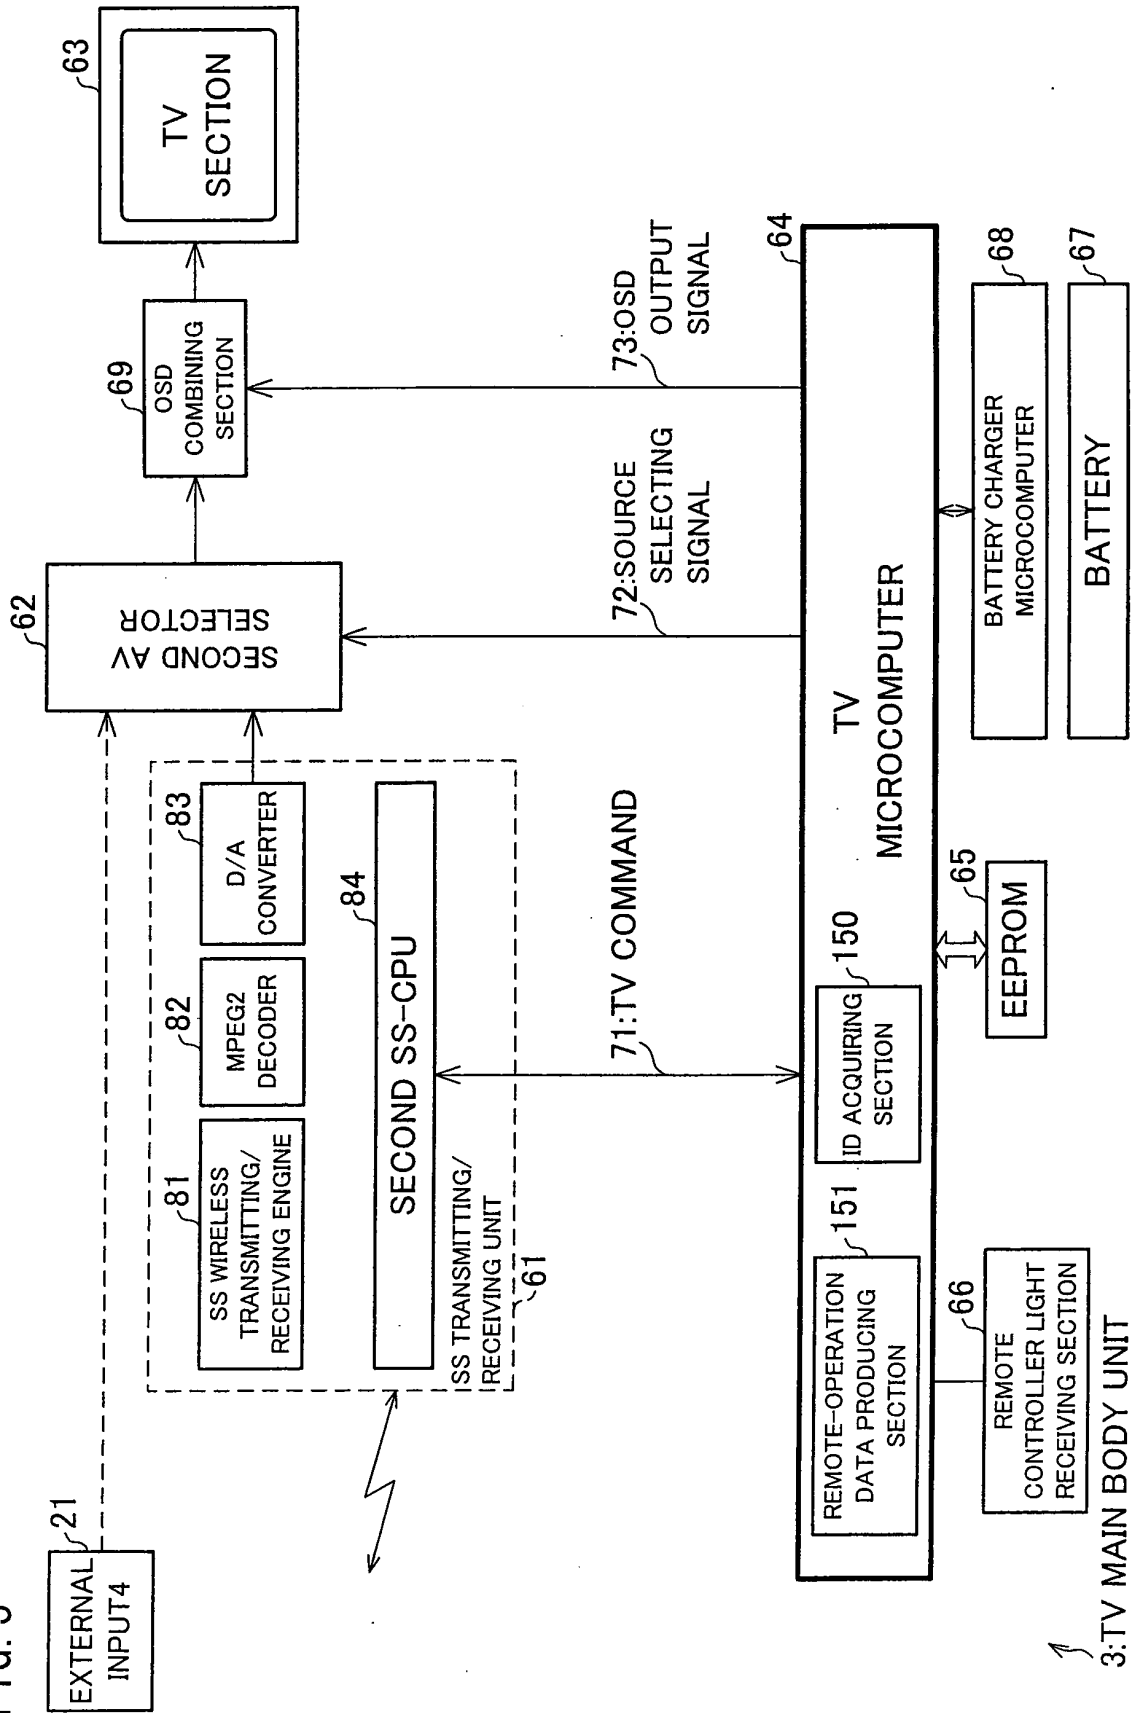 EXTERNAL
INPUT4
21
SS WIRELESS
TRANSMITTING/
RECEIVING ENGINE
81
MPEG2
DECODER
82
D/A
CONVERTER
83
SECOND SS-CPU
84
SS TRANSMITTING/
RECEIVING UNIT
61
SECOND AV
SELECTOR
62
OSD
COMBINING
SECTION
69
TV
SECTION
63
71:TV COMMAND
72:SOURCE
SELECTING
SIGNAL
73:OSD
OUTPUT
SIGNAL
64
REMOTE-OPERATION
DATA PRODUCING
SECTION
151
ID ACQUIRING
SECTION
150
TV
MICROCOMPUTER
REMOTE
CONTROLLER LIGHT
RECEIVING SECTION
66
EEPROM
65
BATTERY CHARGER
MICROCOMPUTER
68
BATTERY
67
3:TV MAIN BODY UNIT